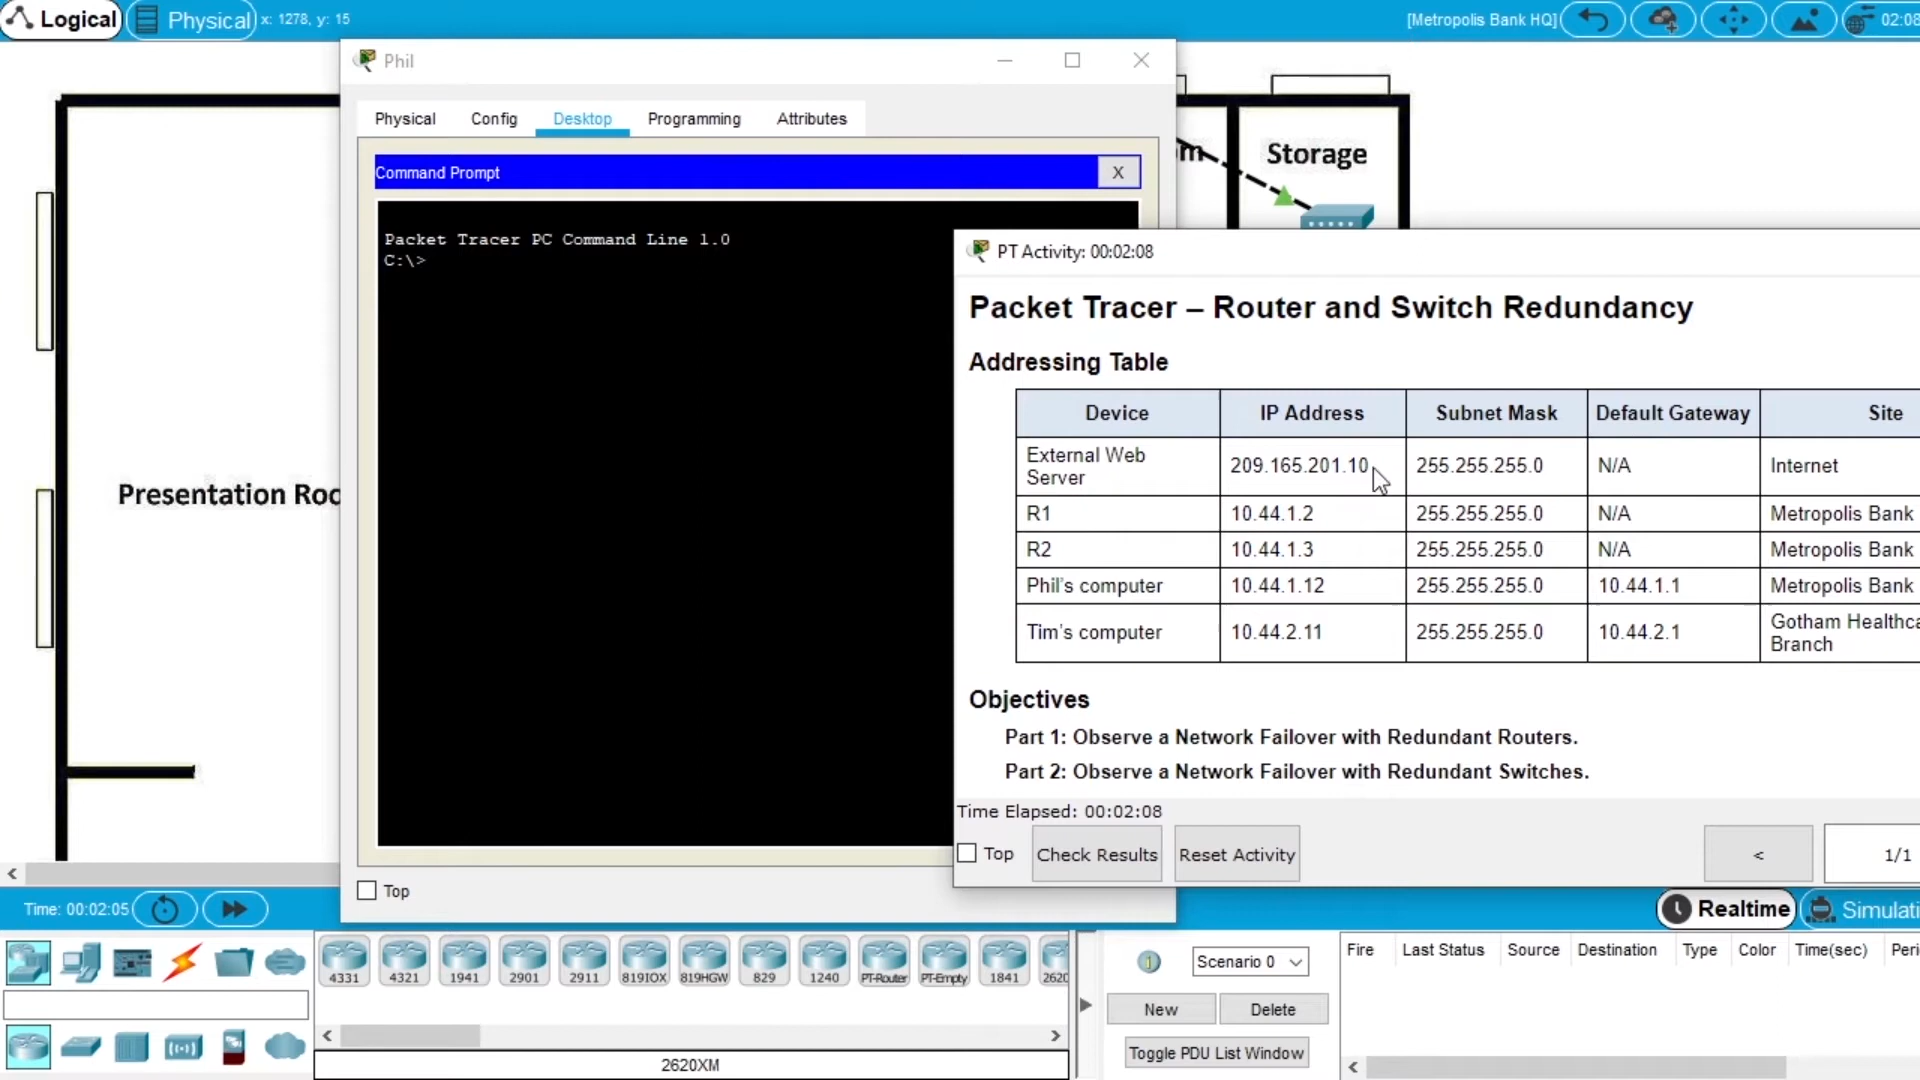 Logical
Physical
x: 1278, y: 15
[Metropolis Bank HQ]
02:08
Phil
Physical
Config
Desktop
Programming
Attributes
Command Prompt
X
Packet Tracer PC Command Line 1.0
C:\>
Top
Presentation Roo
m
Storage
PT Activity: 00:02:08
Packet Tracer – Router and Switch Redundancy
Addressing Table
Device IP Address Subnet Mask Default Gateway Site
External Web Server 209.165.201.10 255.255.255.0 N/A Internet
R1 10.44.1.2 255.255.255.0 N/A Metropolis Bank
R2 10.44.1.3 255.255.255.0 N/A Metropolis Bank
Phil's computer 10.44.1.12 255.255.255.0 10.44.1.1 Metropolis Bank
Tim's computer 10.44.2.11 255.255.255.0 10.44.2.1 Gotham Healthca Branch
Objectives
Part 1: Observe a Network Failover with Redundant Routers.
Part 2: Observe a Network Failover with Redundant Switches.
Time Elapsed: 00:02:08
Top
Check Results
Reset Activity
<
1/1
Time: 00:02:05
Realtime
Simulati
4331
4321
1941
2901
2911
819IOX
819HGW
829
1240
PT-Router
PT-Empty
1841
2620
2620XM
Scenario 0
New
Delete
Toggle PDU List Window
Fire Last Status Source Destination Type Color Time(sec) Peri